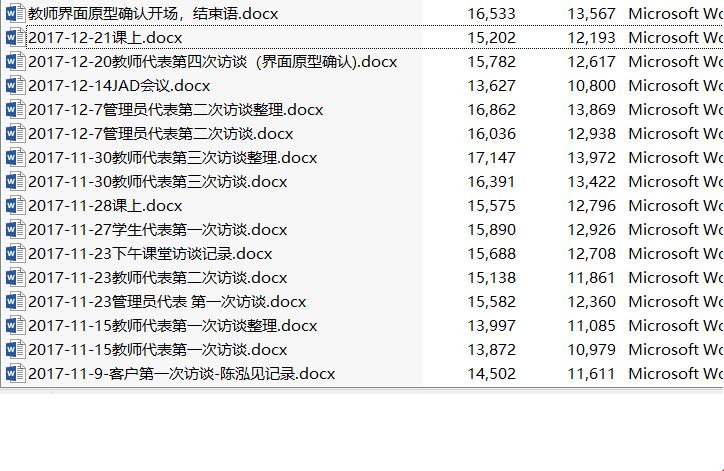 教师界面原型确认开场，结束语.docx 16,533 13,567 Microsoft Wo
2017-12-21课上.docx 15,202 12,193 Microsoft Wo
2017-12-20教师代表第四次访谈（界面原型确认).docx 15,782 12,617 Microsoft Wo
2017-12-14JAD会议.docx 13,627 10,800 Microsoft Wo
2017-12-7管理员代表第二次访谈整理.docx 16,862 13,869 Microsoft Wo
2017-12-7管理员代表第二次访谈.docx 16,036 12,938 Microsoft Wo
2017-11-30教师代表第三次访谈整理.docx 17,147 13,972 Microsoft Wo
2017-11-30教师代表第三次访谈.docx 16,391 13,422 Microsoft Wo
2017-11-28课上.docx 15,575 12,796 Microsoft Wo
2017-11-27学生代表第一次访谈.docx 15,890 12,926 Microsoft Wo
2017-11-23下午课堂访谈记录.docx 15,688 12,708 Microsoft Wo
2017-11-23教师代表第二次访谈.docx 15,138 11,861 Microsoft Wo
2017-11-23管理员代表 第一次访谈.docx 15,582 12,360 Microsoft Wo
2017-11-15教师代表第一次访谈整理.docx 13,997 11,085 Microsoft Wo
2017-11-15教师代表第一次访谈.docx 13,872 10,979 Microsoft Wo
2017-11-9-客户第一次访谈-陈泓见记录.docx 14,502 11,611 Microsoft Wo